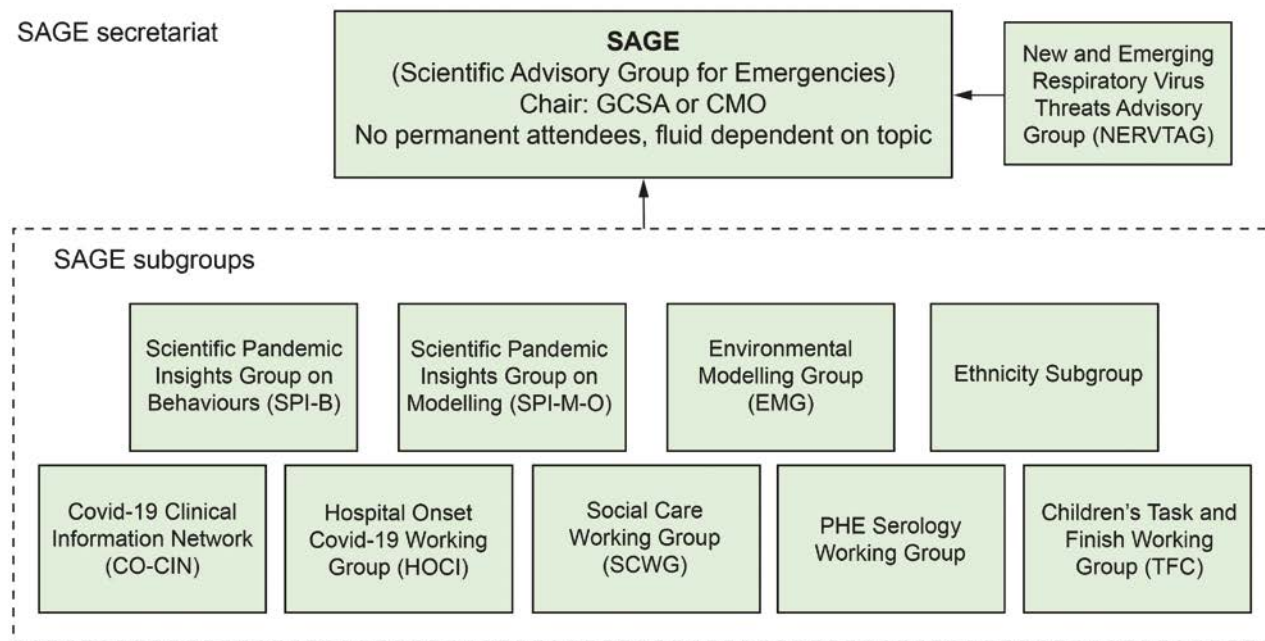 SAGE secretariat
SAGE
(Scientific Advisory Group for Emergencies)
Chair: GCSA or CMO
No permanent attendees, fluid dependent on topic
New and Emerging
Respiratory Virus
Threats Advisory
Group (NERVTAG)
SAGE subgroups
Scientific Pandemic
Insights Group on
Behaviours (SPI-B)
Scientific Pandemic
Insights Group on
Modelling (SPI-M-O)
Environmental
Modelling Group
(EMG)
Ethnicity Subgroup
Covid-19 Clinical
Information Network
(CO-CIN)
Hospital Onset
Covid-19 Working
Group (HOCI)
Social Care
Working Group
(SCWG)
PHE Serology
Working Group
Children's Task and
Finish Working
Group (TFC)